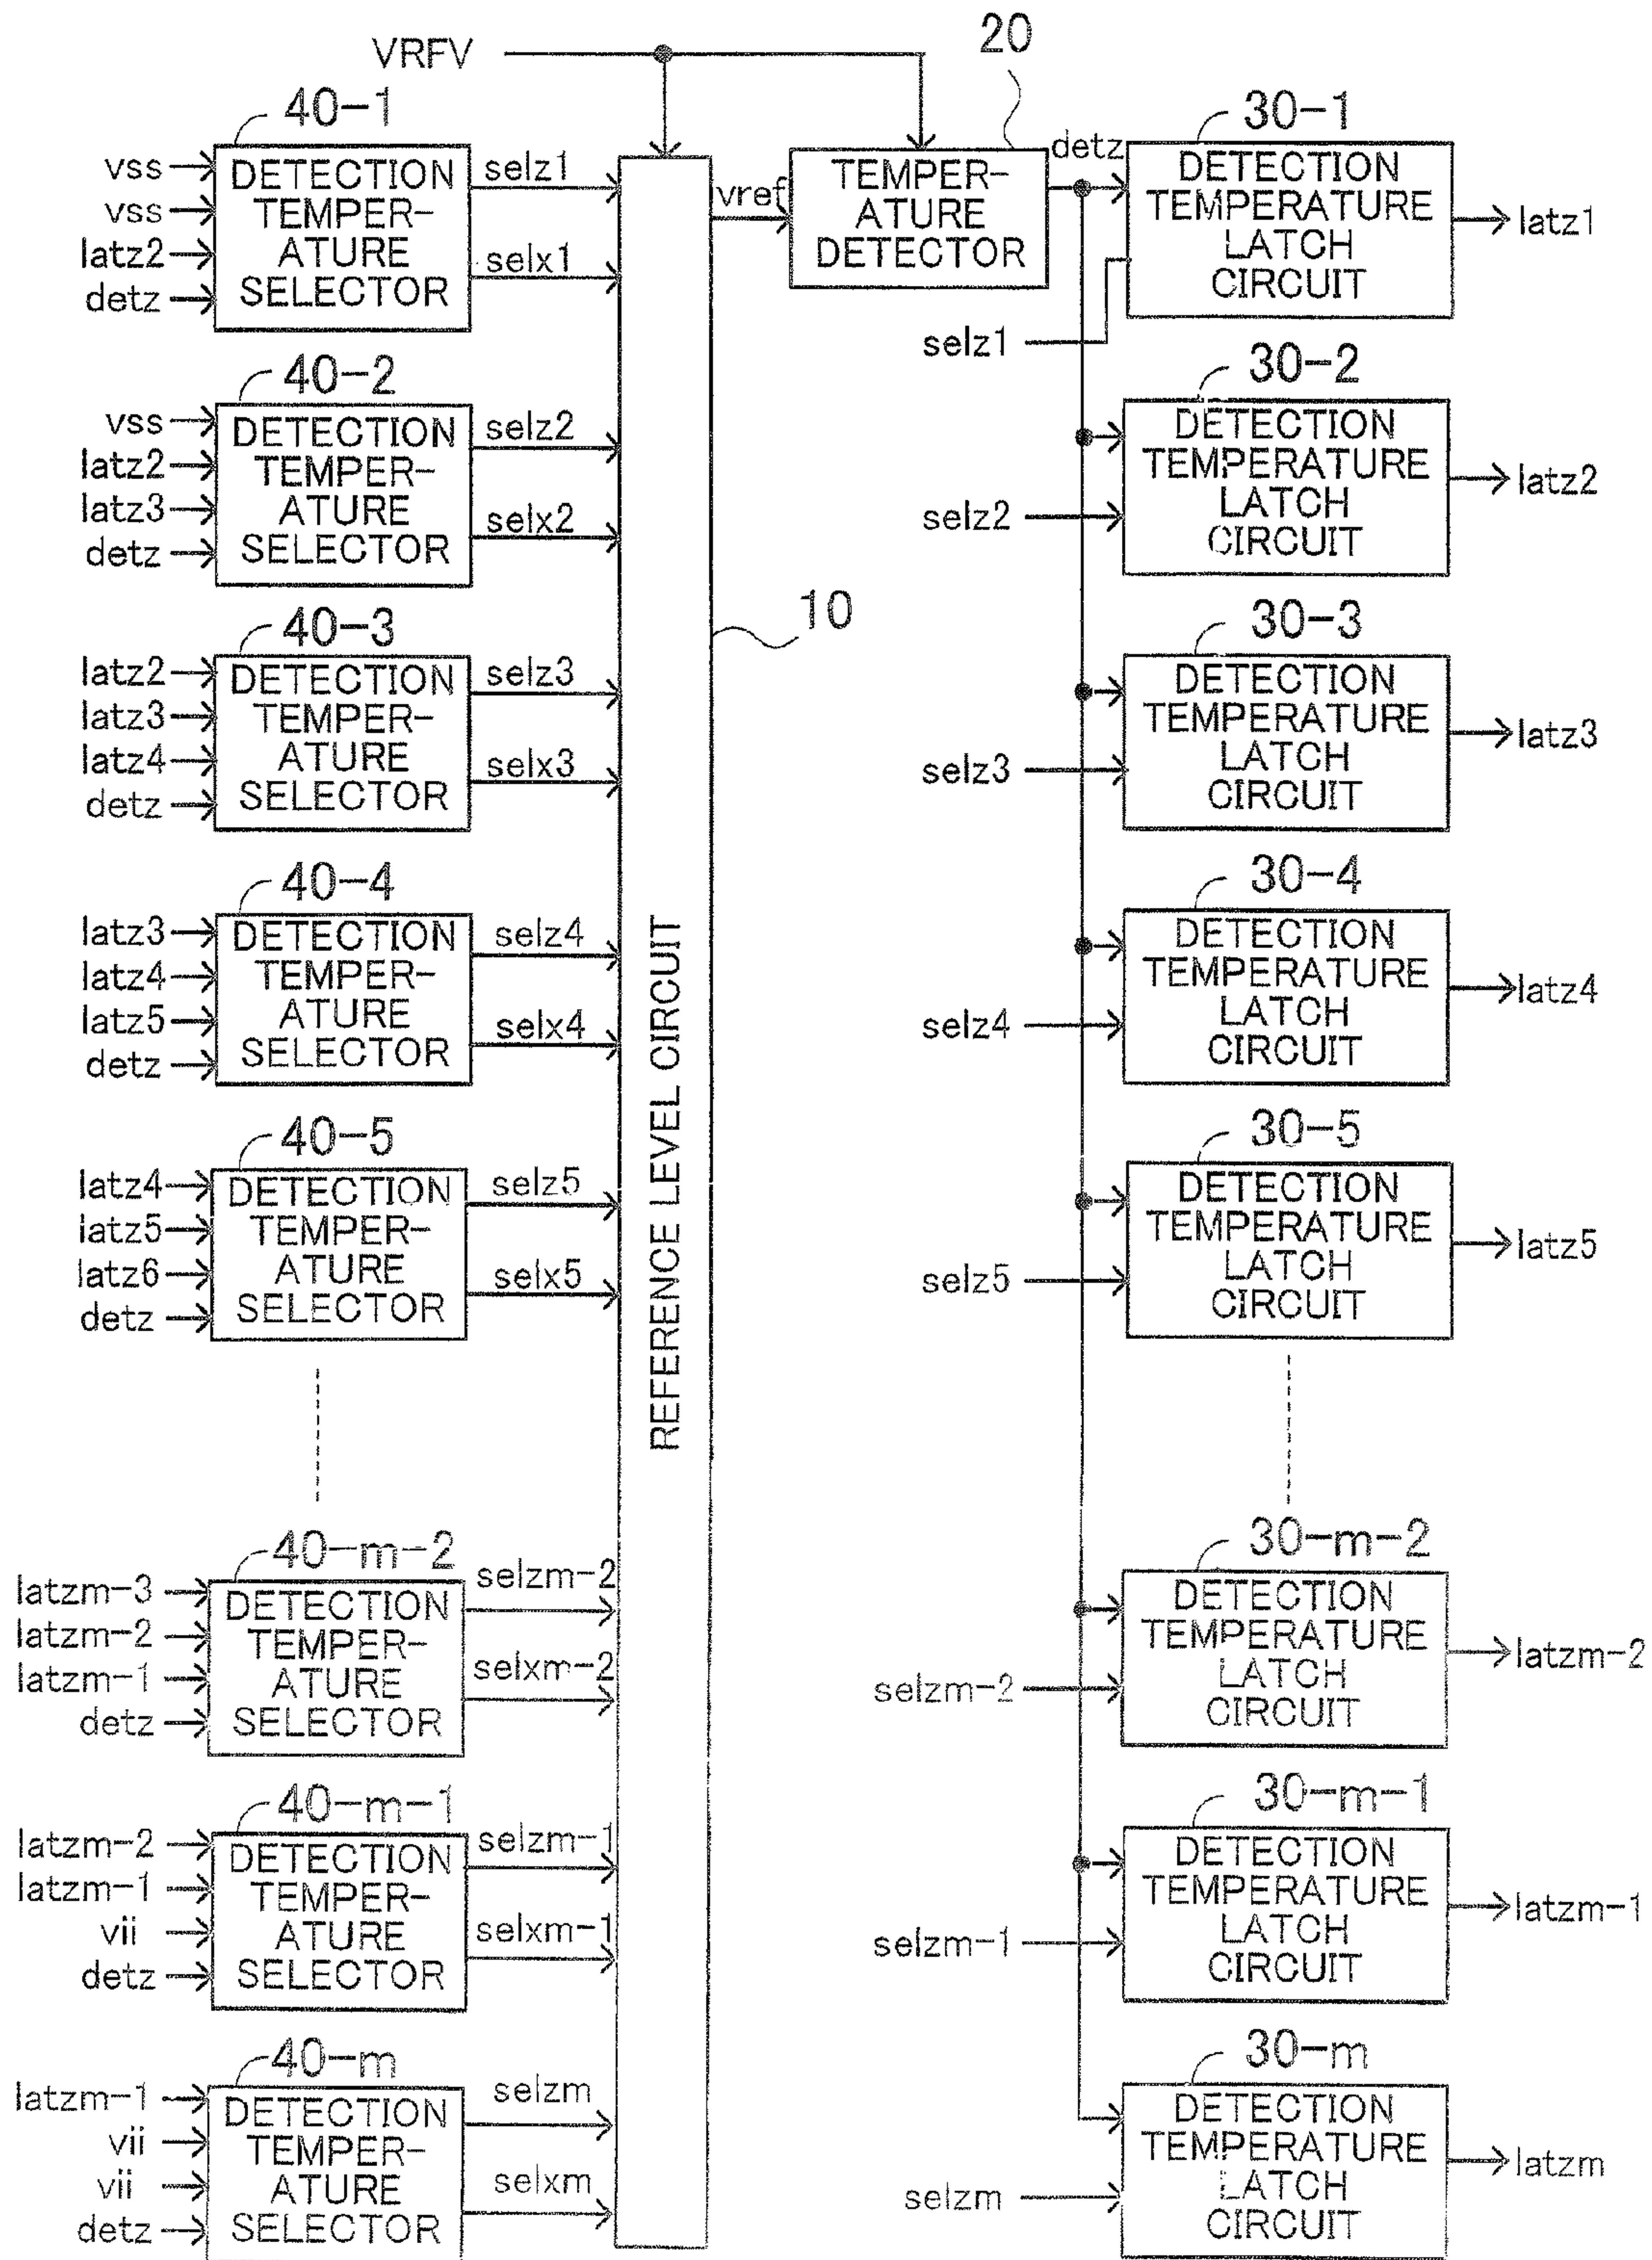 VRFV
20
40-1
vss
vss
latz2
detz
DETECTION
TEMPER-
ATURE
SELECTOR
selz1
selx1
40-2
vss
latz2
latz3
detz
DETECTION
TEMPER-
ATURE
SELECTOR
selz2
selx2
40-3
latz2
latz3
latz4
detz
DETECTION
TEMPER-
ATURE
SELECTOR
selz3
selx3
40-4
latz3
latz4
latz5
detz
DETECTION
TEMPER-
ATURE
SELECTOR
selz4
selx4
40-5
latz4
latz5
latz6
detz
DETECTION
TEMPER-
ATURE
SELECTOR
selz5
selx5
40-m-2
latzm-3
latzm-2
latzm-1
detz
DETECTION
TEMPER-
ATURE
SELECTOR
selzm-2
selxm-2
40-m-1
latzm-2
latzm-1
vii
detz
DETECTION
TEMPER-
ATURE
SELECTOR
selzm-1
selxm-1
40-m
latzm-1
vii
vii
detz
DETECTION
TEMPER-
ATURE
SELECTOR
selzm
selxm
REFERENCE LEVEL CIRCUIT
10
vref
TEMPER-
ATURE
DETECTOR
detz
30-1
DETECTION
TEMPERATURE
LATCH
CIRCUIT
selz1
latz1
30-2
DETECTION
TEMPERATURE
LATCH
CIRCUIT
selz2
latz2
30-3
DETECTION
TEMPERATURE
LATCH
CIRCUIT
selz3
latz3
30-4
DETECTION
TEMPERATURE
LATCH
CIRCUIT
selz4
latz4
30-5
DETECTION
TEMPERATURE
LATCH
CIRCUIT
selz5
latz5
30-m-2
DETECTION
TEMPERATURE
LATCH
CIRCUIT
selzm-2
latzm-2
30-m-1
DETECTION
TEMPERATURE
LATCH
CIRCUIT
selzm-1
latzm-1
30-m
DETECTION
TEMPERATURE
LATCH
CIRCUIT
selzm
latzm